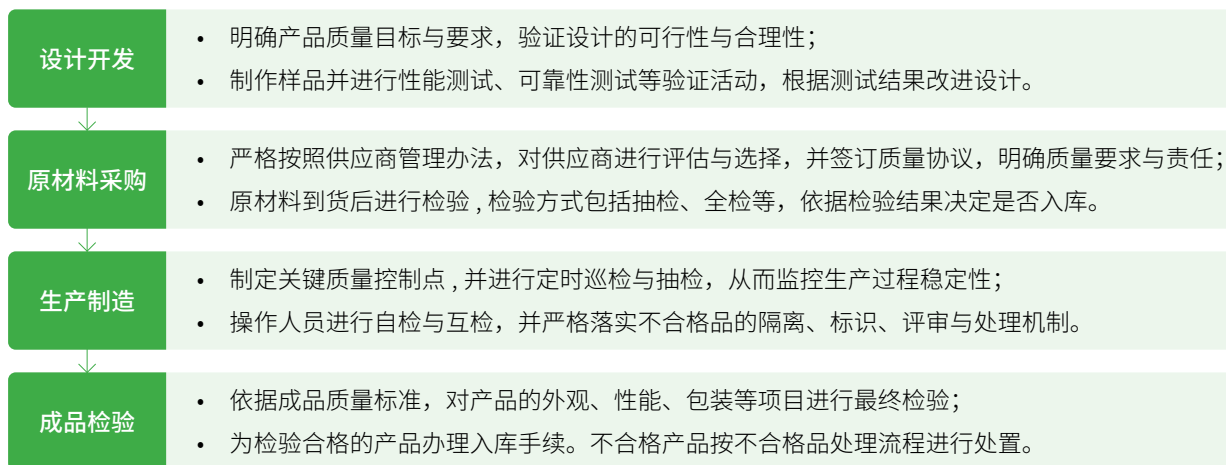 设计开发
• 明确产品质量目标与要求，验证设计的可行性与合理性；
• 制作样品并进行性能测试、可靠性测试等验证活动，根据测试结果改进设计。
原材料采购
• 严格按照供应商管理办法，对供应商进行评估与选择，并签订质量协议，明确质量要求与责任；
• 原材料到货后进行检验 , 检验方式包括抽检、全检等，依据检验结果决定是否入库。
生产制造
• 制定关键质量控制点 , 并进行定时巡检与抽检，从而监控生产过程稳定性；
• 操作人员进行自检与互检，并严格落实不合格品的隔离、标识、评审与处理机制。
成品检验
• 依据成品质量标准，对产品的外观、性能、包装等项目进行最终检验；
• 为检验合格的产品办理入库手续。不合格产品按不合格品处理流程进行处置。